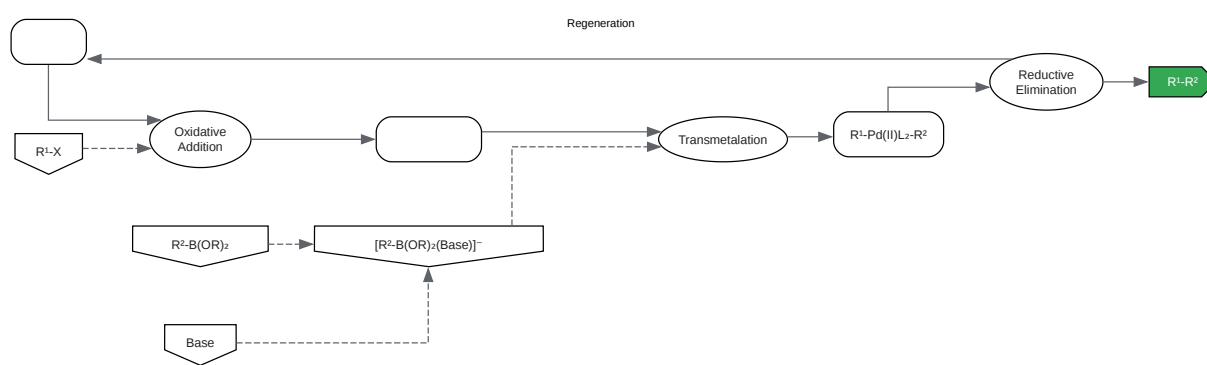 Regeneration
Reductive
Elimination
R¹-R²
Oxidative
Addition
Transmetalation
R¹-Pd(II)L₂-R²
R¹-X
R²-B(OR)₂
[R²-B(OR)₂(Base)]⁻
Base